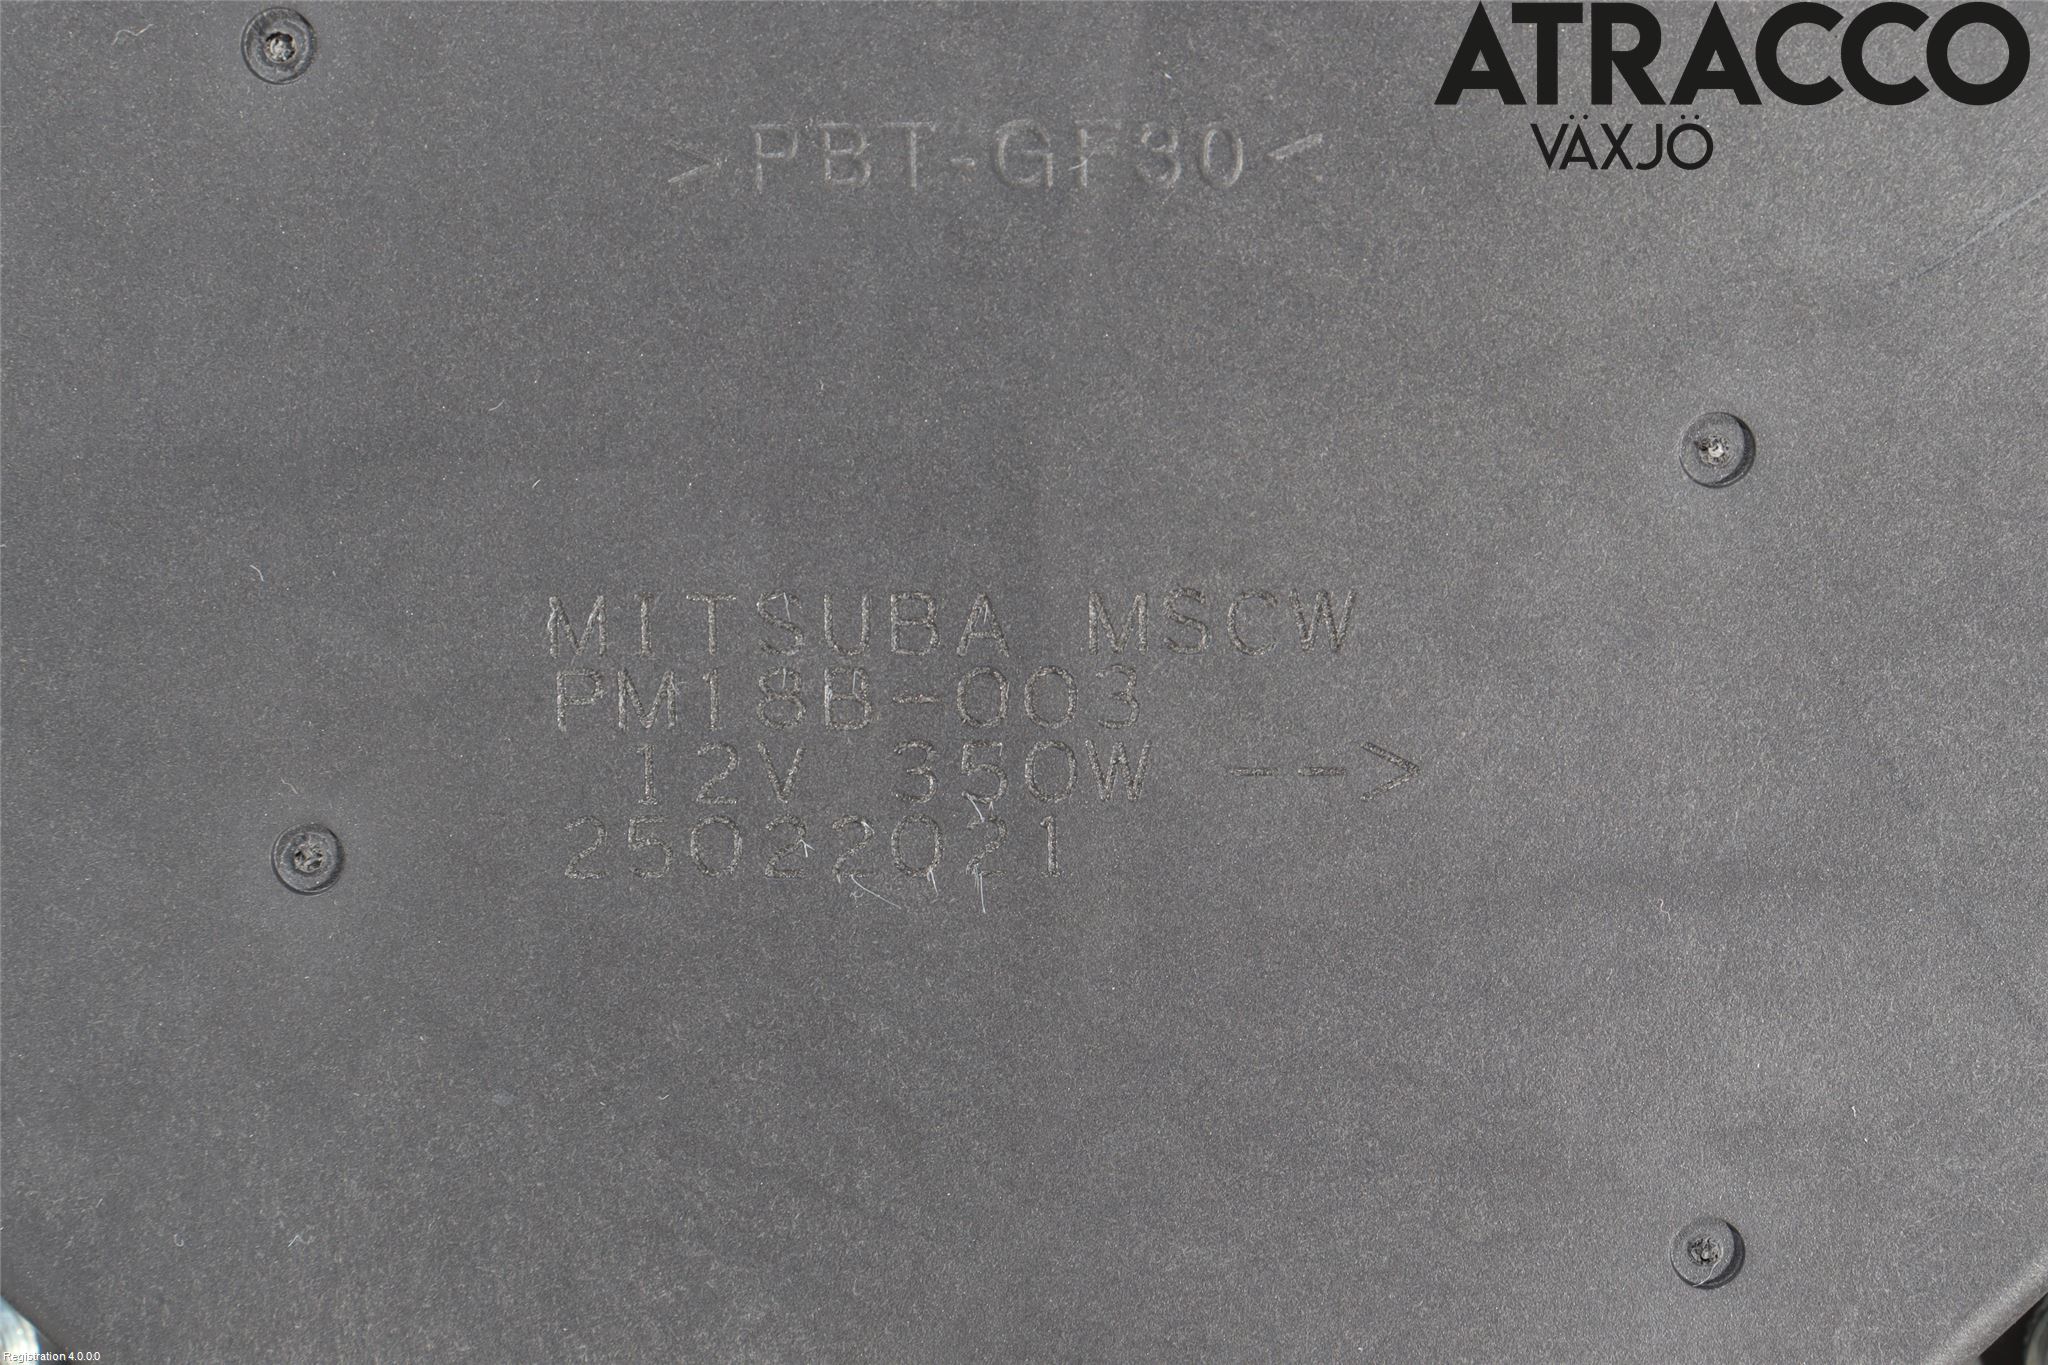 ATRACCO
VÄXJÖ
>PBT-GF30<
MITSUBA MSCW
PM18B-003
12V 350W -->
25022021
Registration 4.0.0.0